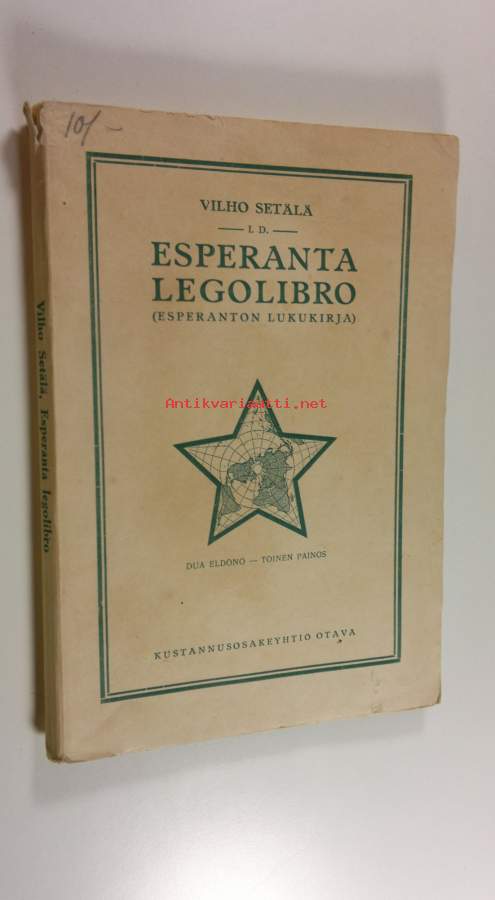 10/-
VILHO SETÄLÄ
— L. D. —
ESPERANTA
LEGOLIBRO
(ESPERANTON LUKUKIRJA)
Antikvariaatti.net
DUA ELDONO — TOINEN PAINOS
KUSTANNUSOSAKEYHTIÖ OTAVA
Vilho Setälä, Esperanta legolibro